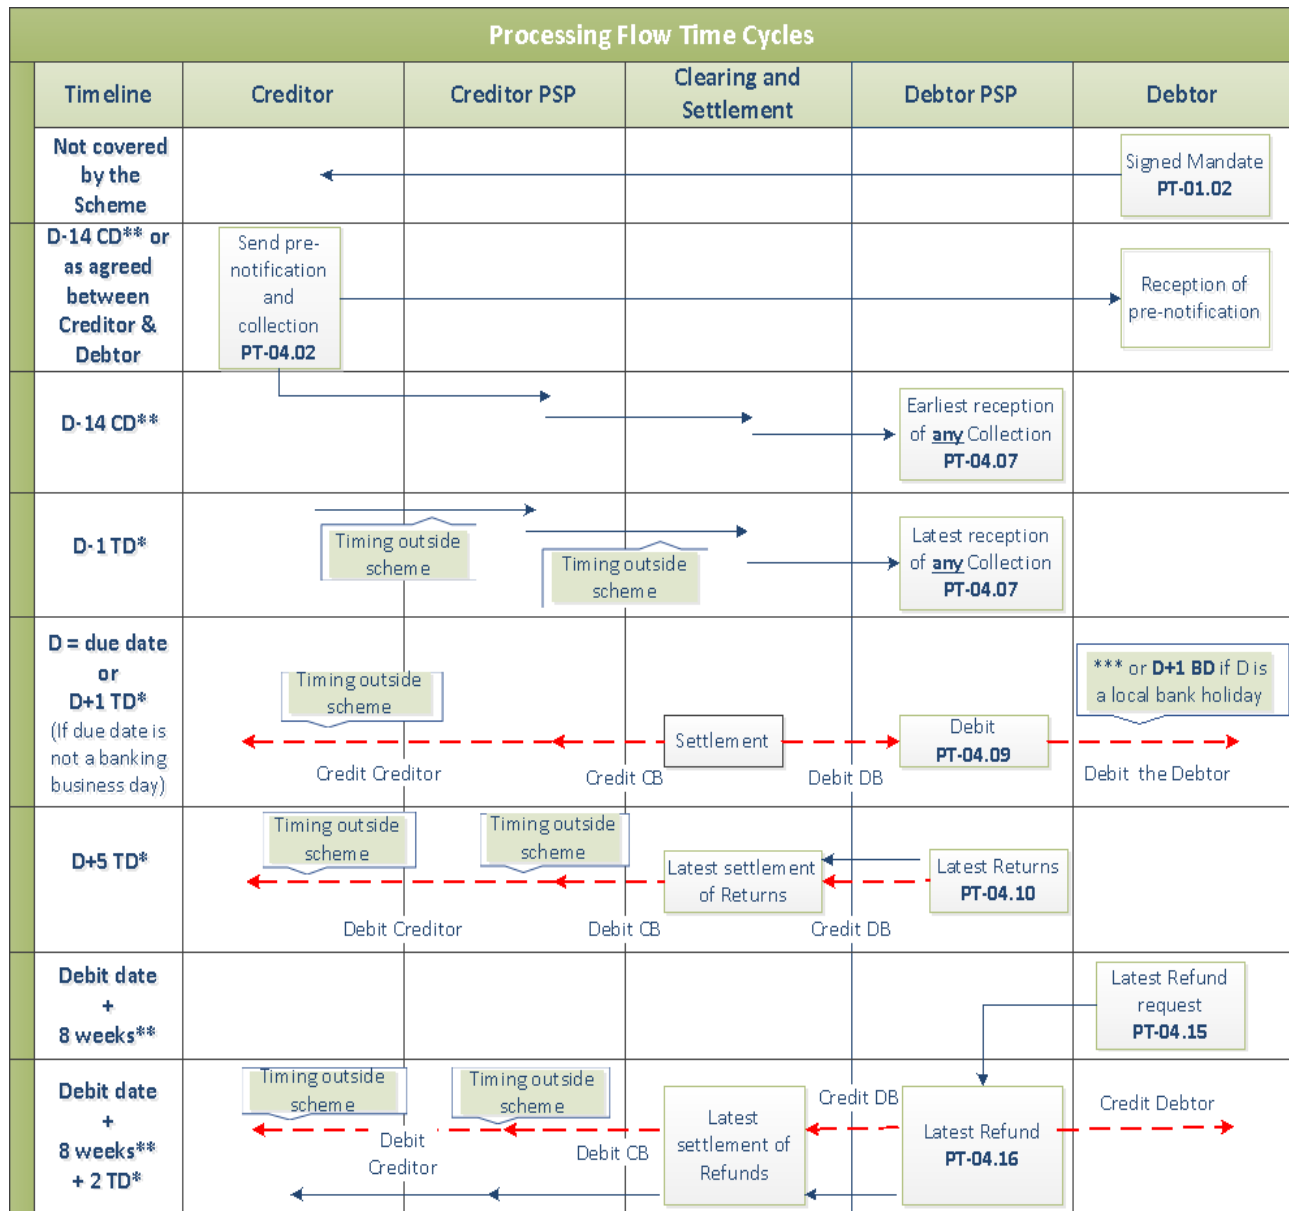 Processing Flow Time Cycles
Timeline
Creditor
Creditor PSP
Clearing and
Settlement
Debtor PSP
Debtor
Not covered
by the
Scheme
Signed Mandate
PT-01.02
D-14 CD** or
as agreed
between
Creditor &
Debtor
Send pre-
notification
and
collection
PT-04.02
Reception of
pre-notification
D-14 CD**
Earliest reception
of any Collection
PT-04.07
D-1 TD*
Timing outside
scheme
Timing outside
scheme
Latest reception
of any Collection
PT-04.07
D = due date
or
D+1 TD*
(If due date is
not a banking
business day)
Timing outside
scheme
Credit Creditor
Credit CB
Settlement
Debit DB
Debit
PT-04.09
*** or D+1 BD if D is
a local bank holiday
Debit the Debtor
D+5 TD*
Timing outside
scheme
Timing outside
scheme
Debit Creditor
Debit CB
Latest settlement
of Returns
Credit DB
Latest Returns
PT-04.10
Debit date
+
8 weeks**
Latest Refund
request
PT-04.15
Debit date
+
8 weeks**
+ 2 TD*
Timing outside
scheme
Timing outside
scheme
Debit
Creditor
Debit CB
Latest
settlement of
Refunds
Credit DB
Latest Refund
PT-04.16
Credit Debtor